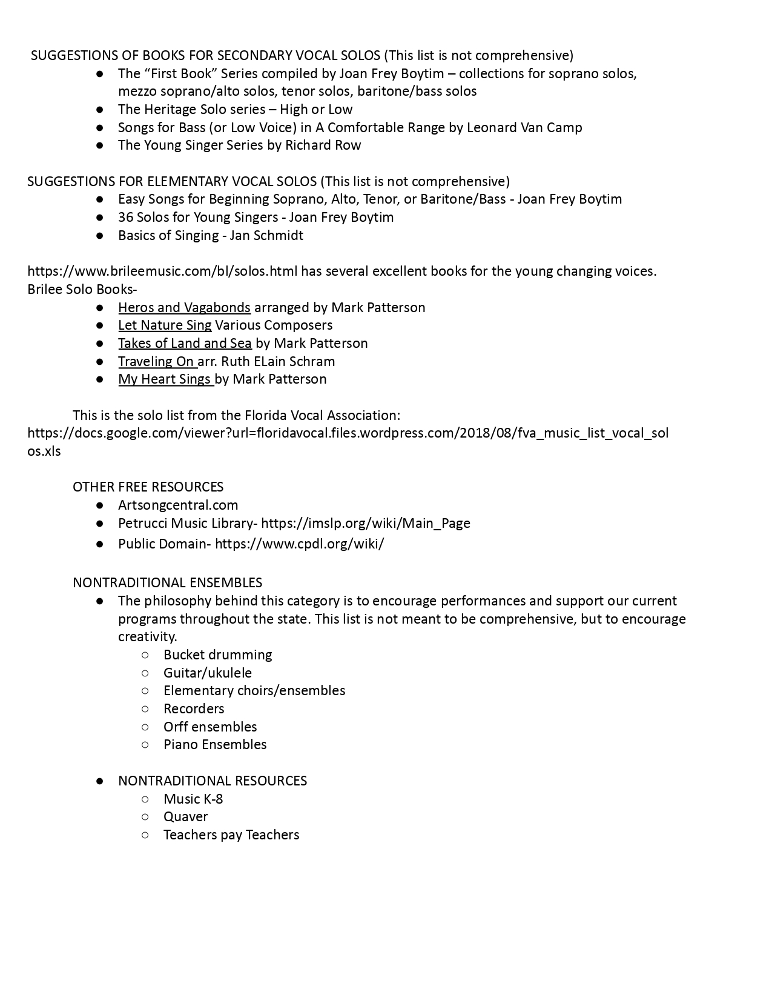 SUGGESTIONS OF BOOKS FOR SECONDARY VOCAL SOLOS (This list is not comprehensive)
● The “First Book” Series compiled by Joan Frey Boytim – collections for soprano solos,
mezzo soprano/alto solos, tenor solos, baritone/bass solos
● The Heritage Solo series – High or Low
● Songs for Bass (or Low Voice) in A Comfortable Range by Leonard Van Camp
● The Young Singer Series by Richard Row
SUGGESTIONS FOR ELEMENTARY VOCAL SOLOS (This list is not comprehensive)
● Easy Songs for Beginning Soprano, Alto, Tenor, or Baritone/Bass - Joan Frey Boytim
● 36 Solos for Young Singers - Joan Frey Boytim
● Basics of Singing - Jan Schmidt
https://www.brileemusic.com/bl/solos.html has several excellent books for the young changing voices.
Brilee Solo Books-
● Heros and Vagabonds arranged by Mark Patterson
● Let Nature Sing Various Composers
● Takes of Land and Sea by Mark Patterson
● Traveling On arr. Ruth ELain Schram
● My Heart Sings by Mark Patterson
This is the solo list from the Florida Vocal Association:
https://docs.google.com/viewer?url=floridavocal.files.wordpress.com/2018/08/fva_music_list_vocal_sol
os.xls
OTHER FREE RESOURCES
● Artsongcentral.com
● Petrucci Music Library- https://imslp.org/wiki/Main_Page
● Public Domain- https://www.cpdl.org/wiki/
NONTRADITIONAL ENSEMBLES
● The philosophy behind this category is to encourage performances and support our current
programs throughout the state. This list is not meant to be comprehensive, but to encourage
creativity.
○ Bucket drumming
○ Guitar/ukulele
○ Elementary choirs/ensembles
○ Recorders
○ Orff ensembles
○ Piano Ensembles
● NONTRADITIONAL RESOURCES
○ Music K-8
○ Quaver
○ Teachers pay Teachers